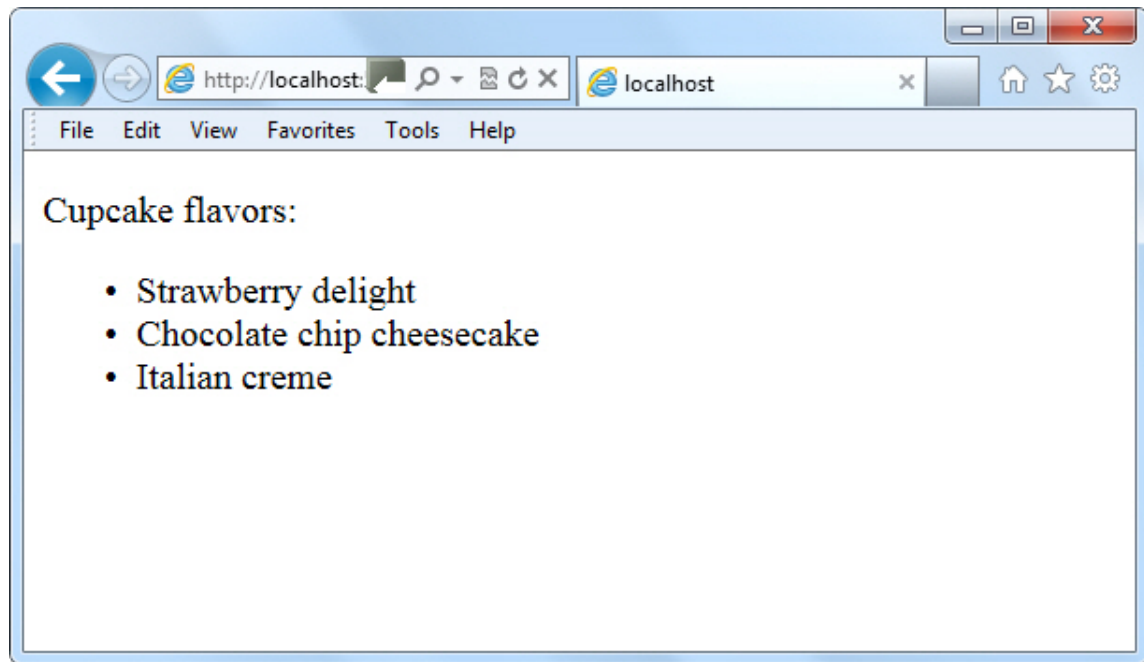 http://localhost:
localhost
File Edit View Favorites Tools Help
Cupcake flavors:
• Strawberry delight
• Chocolate chip cheesecake
• Italian creme